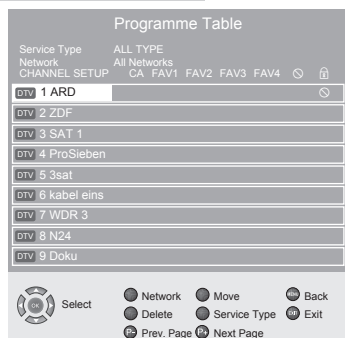 Programme Table
Service Type ALL TYPE
Network All Networks
CHANNEL SETUP CA FAV1 FAV2 FAV3 FAV4
DTV 1 ARD
DTV 2 ZDF
DTV 3 SAT 1
DTV 4 ProSieben
DTV 5 3sat
DTV 6 kabel eins
DTV 7 WDR 3
DTV 8 N24
DTV 9 Doku
OK Select Network Move MENU Back
Delete Service Type EXIT Exit
P- Prev. Page P+ Next Page